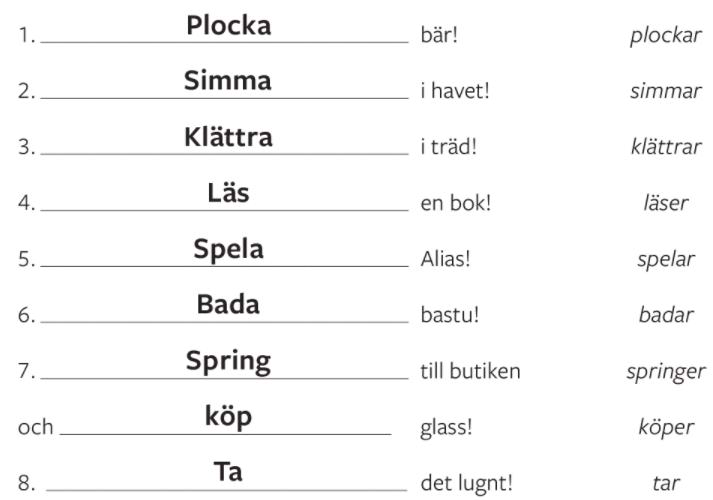 1. Plocka bär! plockar
2. Simma i havet! simmar
3. Klättra i träd! klättrar
4. Läs en bok! läser
5. Spela Alias! spelar
6. Bada bastu! badar
7. Spring till butiken springer
och köp glass! köper
8. Ta det lugnt! tar